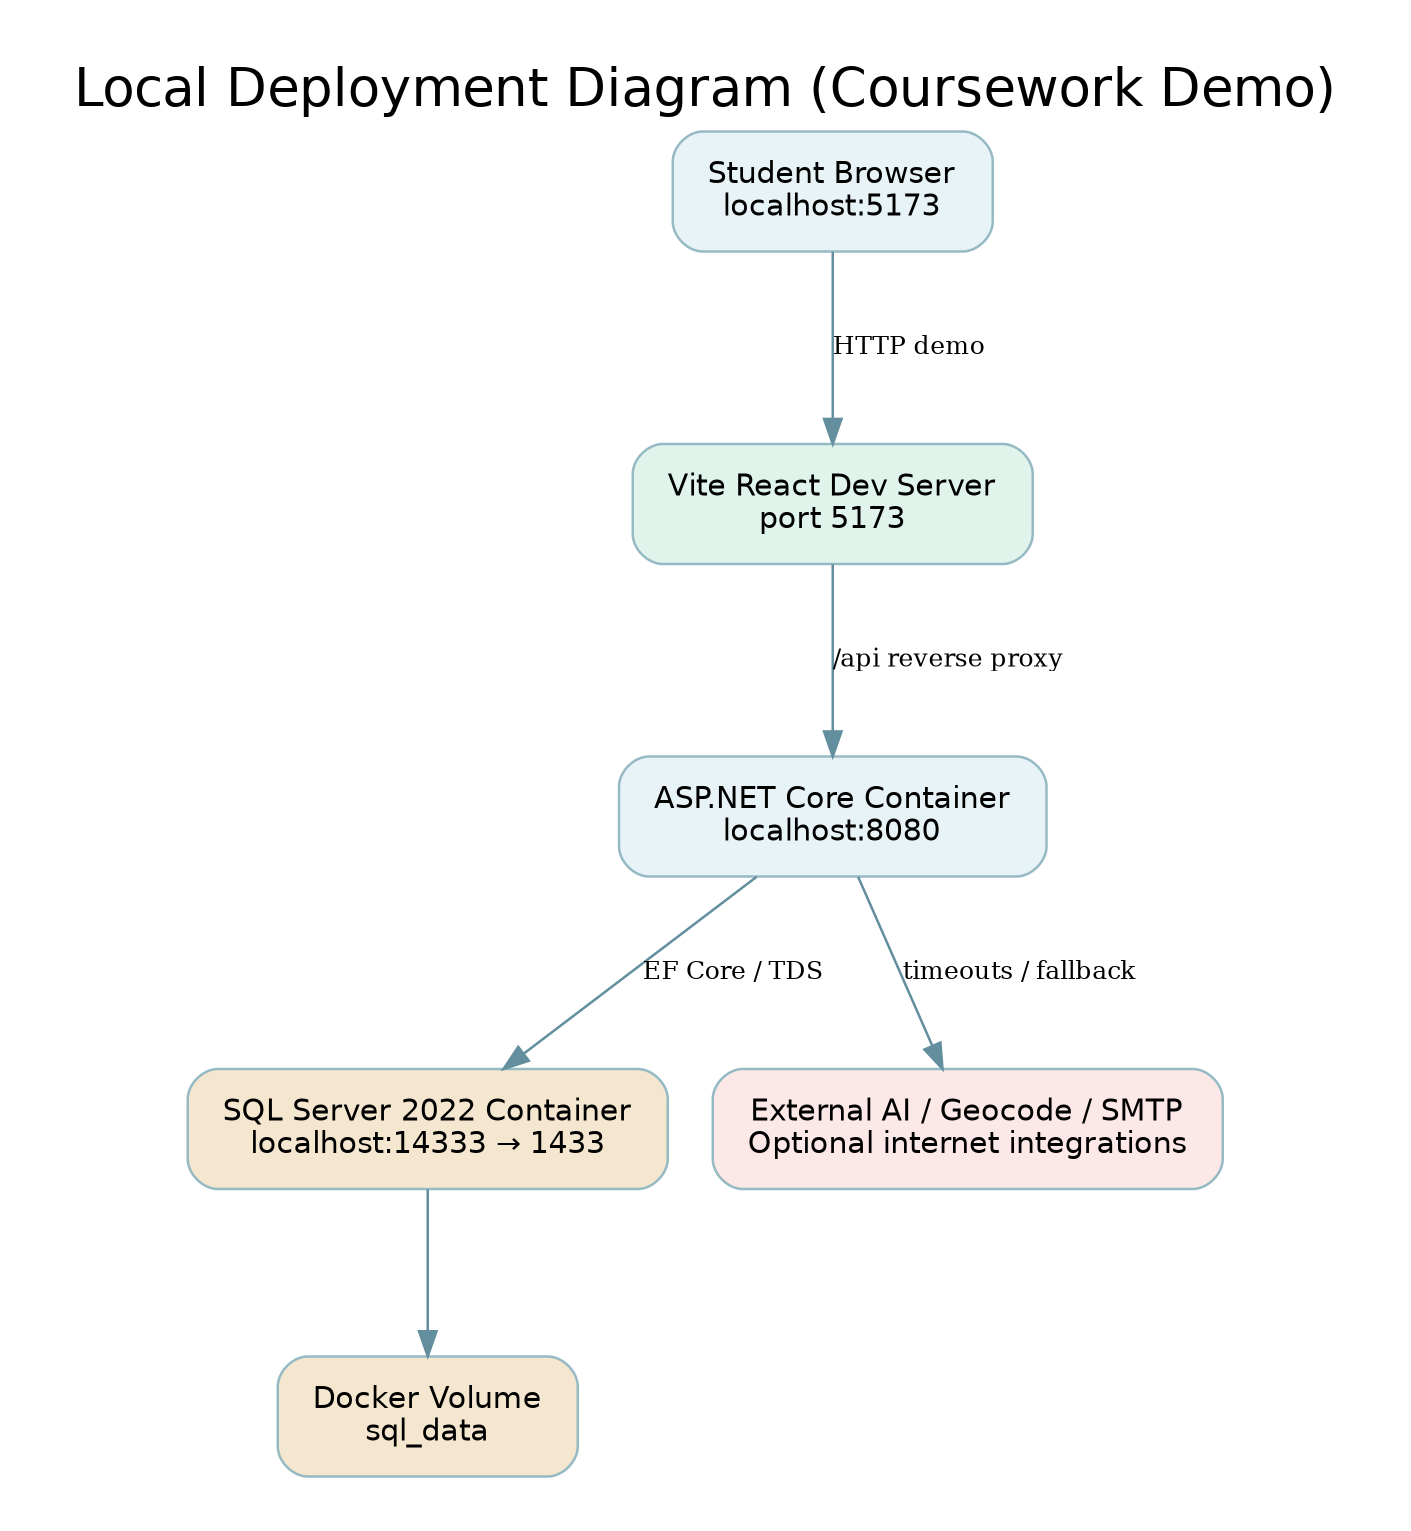 Local Deployment Diagram (Coursework Demo)
Student Browser
localhost:5173
HTTP demo
Vite React Dev Server
port 5173
/api reverse proxy
ASP.NET Core Container
localhost:8080
EF Core / TDS
timeouts / fallback
SQL Server 2022 Container
localhost:14333 → 1433
External AI / Geocode / SMTP
Optional internet integrations
Docker Volume
sql_data